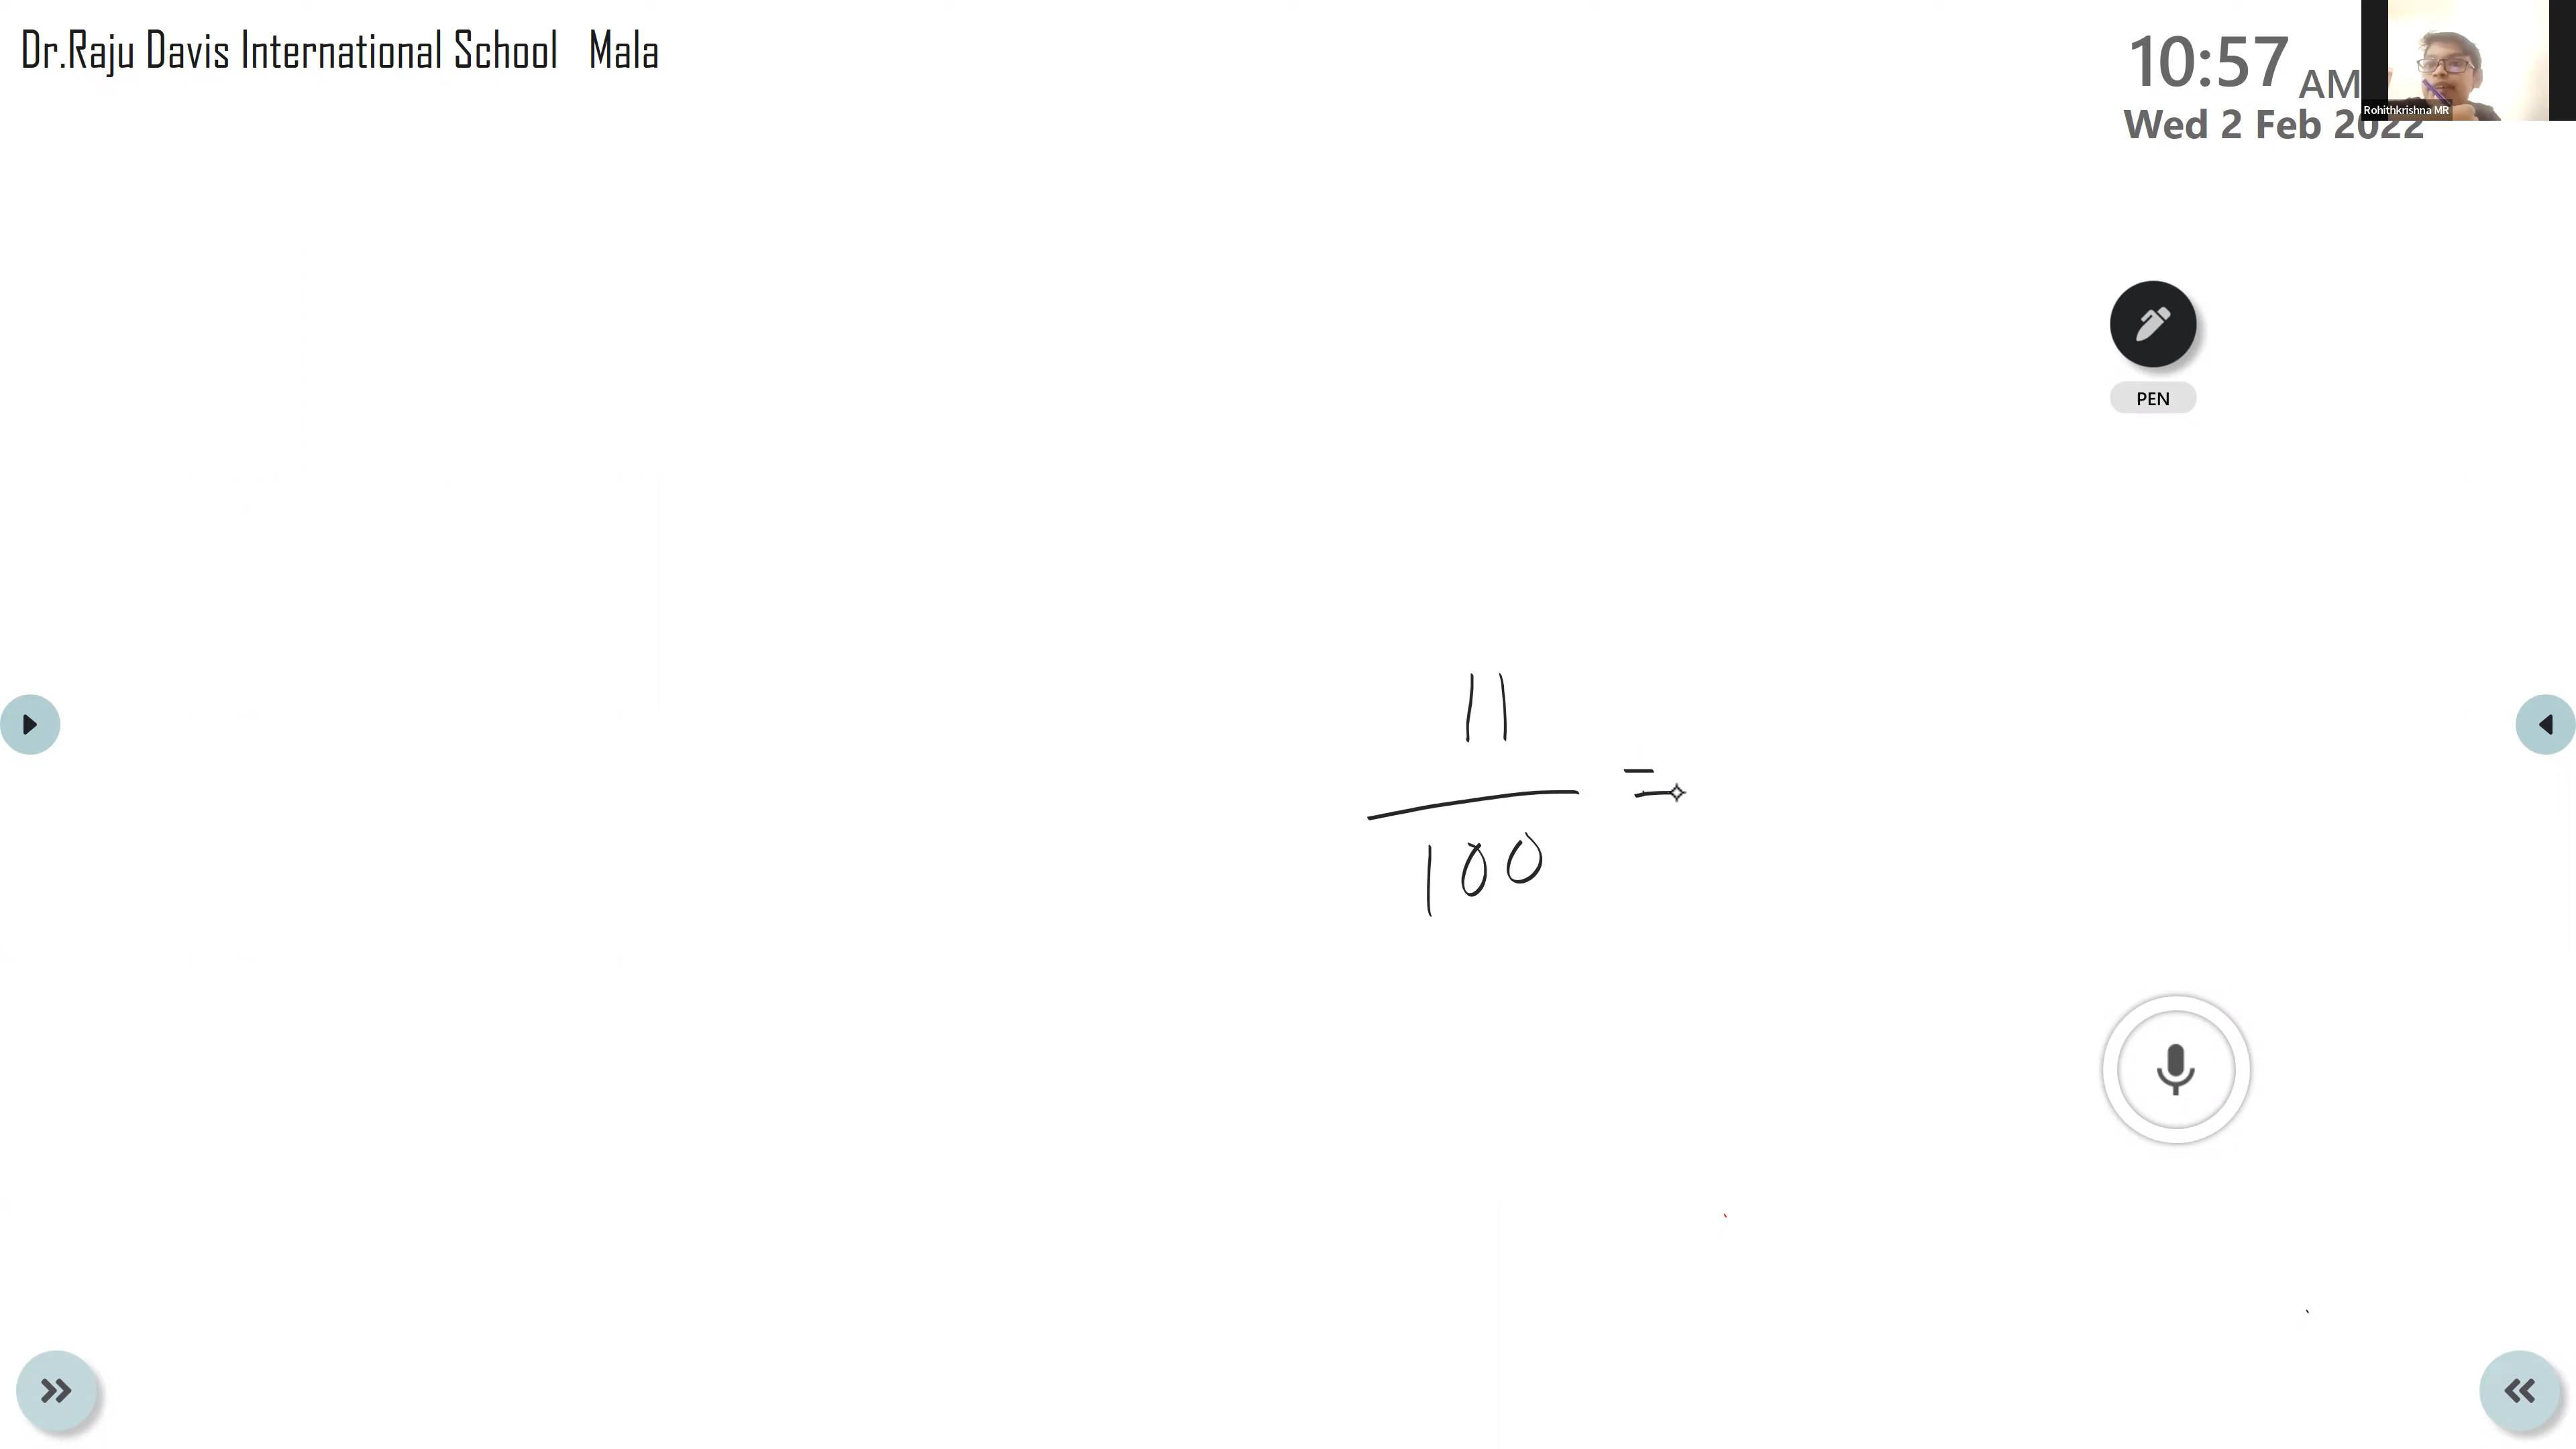 Dr.Raju Davis International School Mala
10:57 AM
Wed 2 Feb 2022
Rohithkrishna MR
PEN
11
=
100